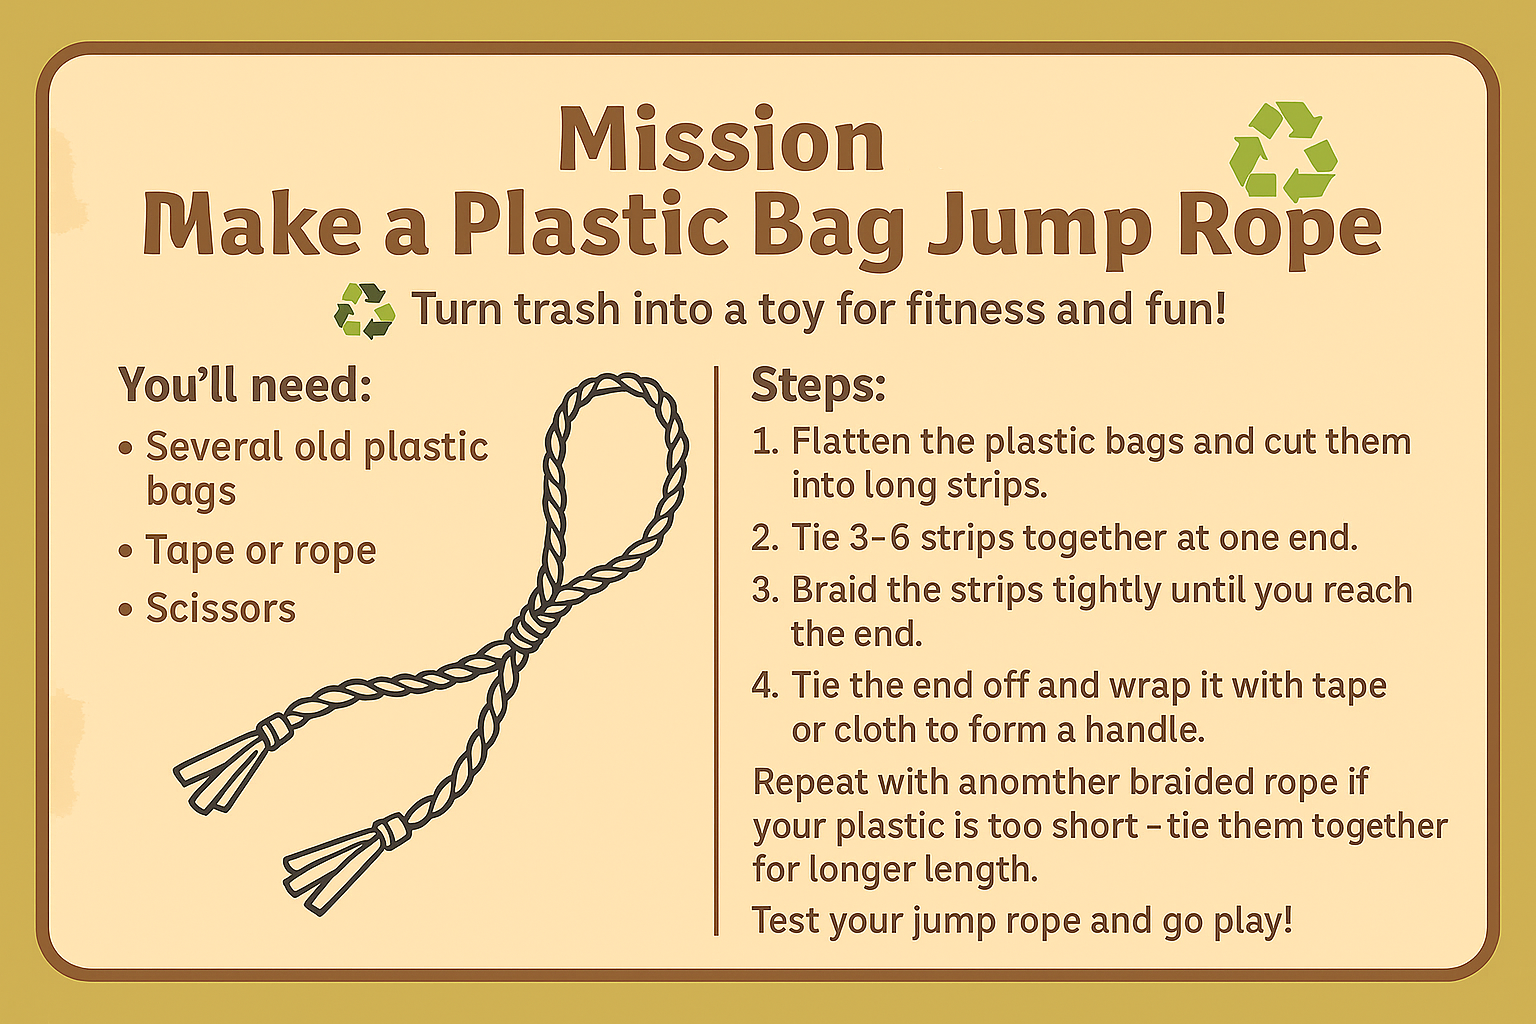 Mission
Make a Plastic Bag Jump Rope
Turn trash into a toy for fitness and fun!
You'll need:
• Several old plastic
bags
• Tape or rope
• Scissors
Steps:
1. Flatten the plastic bags and cut them
into long strips.
2. Tie 3-6 strips together at one end.
3. Braid the strips tightly until you reach
the end.
4. Tie the end off and wrap it with tape
or cloth to form a handle.
Repeat with anomther braided rope if
your plastic is too short – tie them together
for longer length.
Test your jump rope and go play!